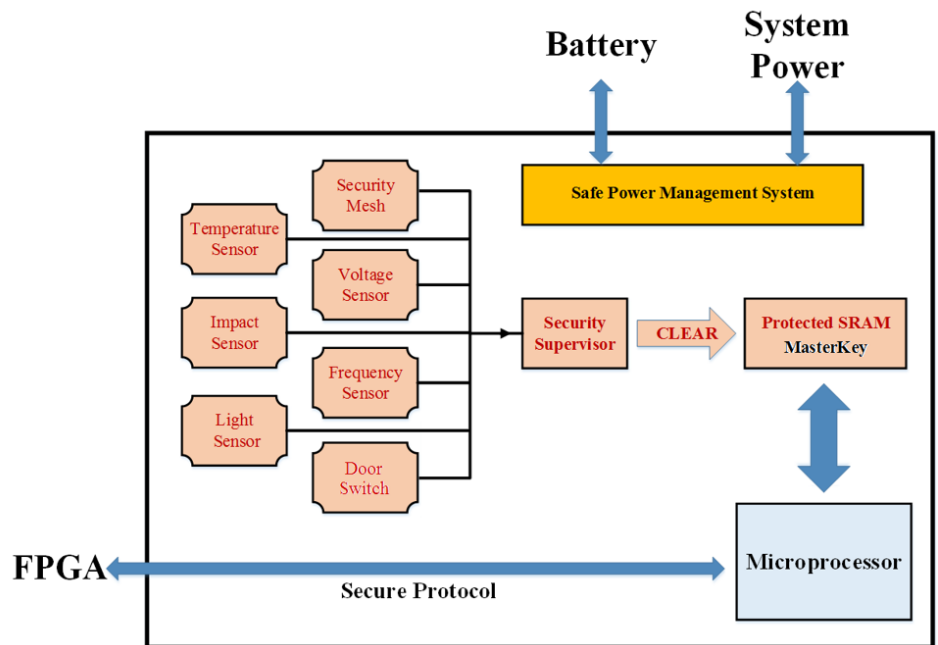 Battery
System
Power
Safe Power Management System
Security
Mesh
Temperature
Sensor
Voltage
Sensor
Impact
Sensor
Security
Supervisor
CLEAR
Protected SRAM
MasterKey
Frequency
Sensor
Light
Sensor
Door
Switch
FPGA
Secure Protocol
Microprocessor